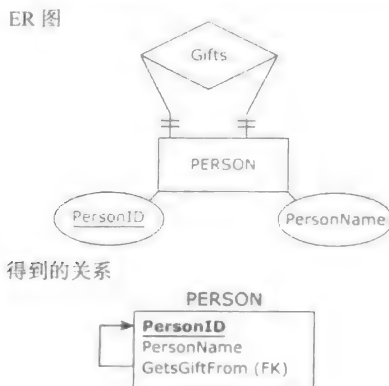 ER 图
Gifts
PERSON
PersonID
PersonName
得到的关系
PERSON
PersonID
PersonName
GetsGiftFrom (FK)